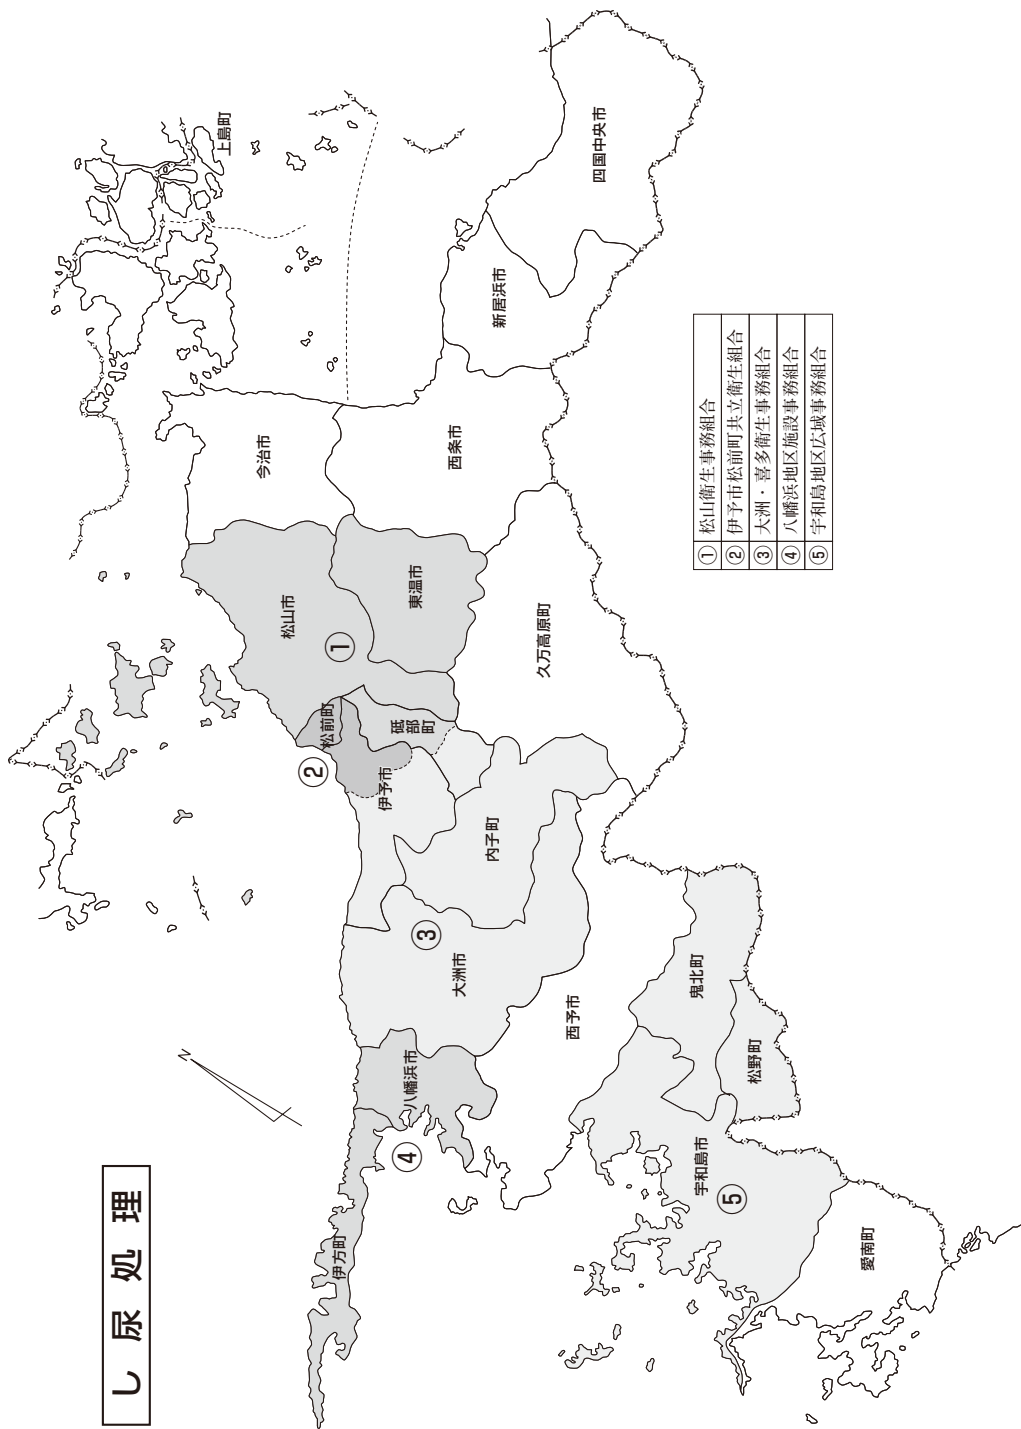 し尿処理
上島町
四国中央市
新居浜市
西条市
今治市
東温市
松山市
①
久万高原町
砥部町
松前町
②
伊予市
内子町
③
大洲市
西予市
鬼北町
松野町
八幡浜市
④
伊方町
宇和島市
⑤
愛南町
N
① 松山衛生事務組合
② 伊予市松前町共立衛生組合
③ 大洲・喜多衛生事務組合
④ 八幡浜地区施設事務組合
⑤ 宇和島地区広域事務組合